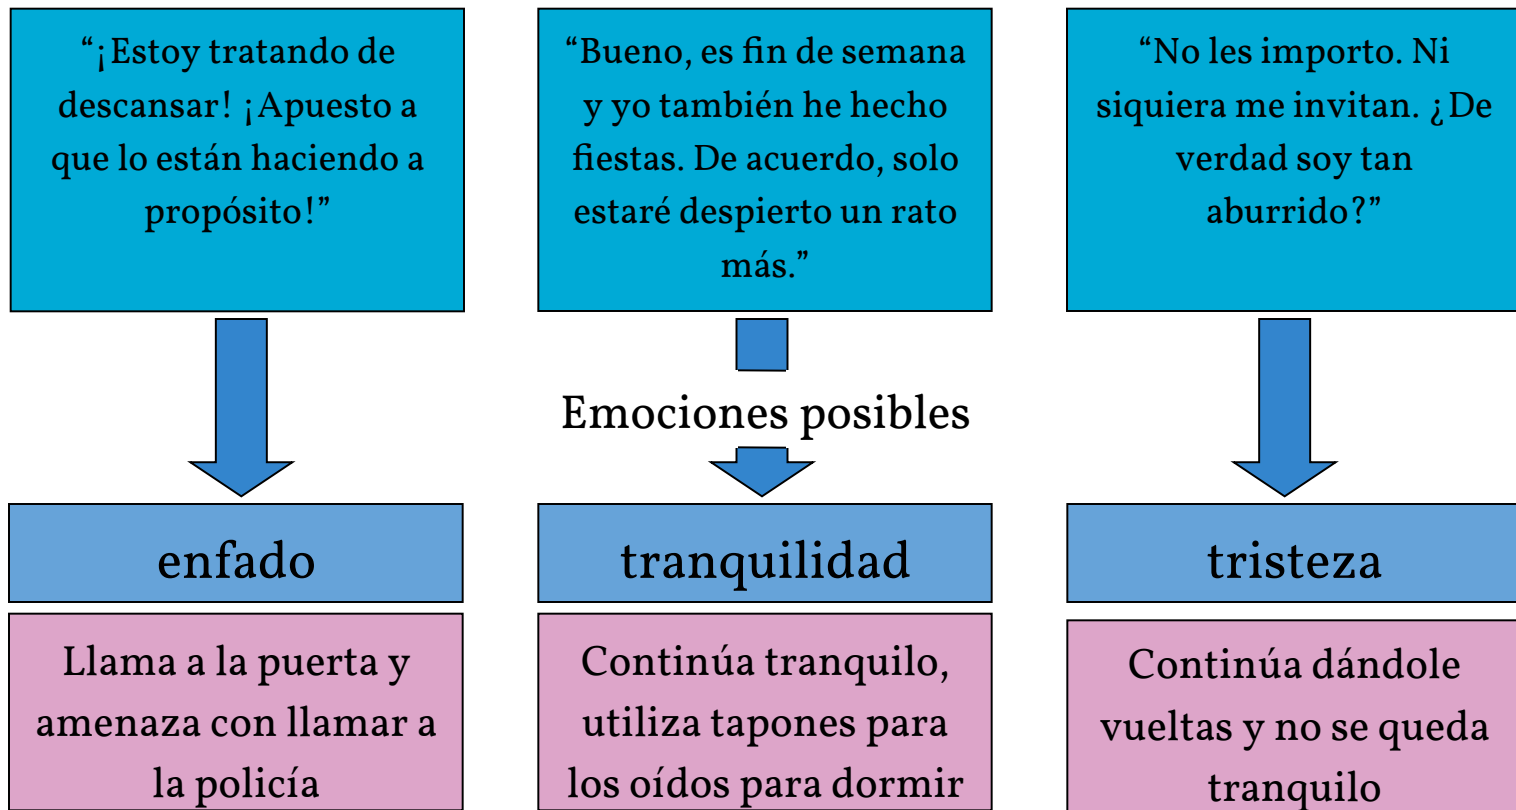 “¡Estoy tratando de
descansar! ¡Apuesto a
que lo están haciendo a
propósito!”
“Bueno, es fin de semana
y yo también he hecho
fiestas. De acuerdo, solo
estaré despierto un rato
más.”
“No les importo. Ni
siquiera me invitan. ¿De
verdad soy tan
aburrido?”
Emociones posibles
enfado
tranquilidad
tristeza
Llama a la puerta y
amenaza con llamar a
la policía
Continúa tranquilo,
utiliza tapones para
los oídos para dormir
Continúa dándole
vueltas y no se queda
tranquilo